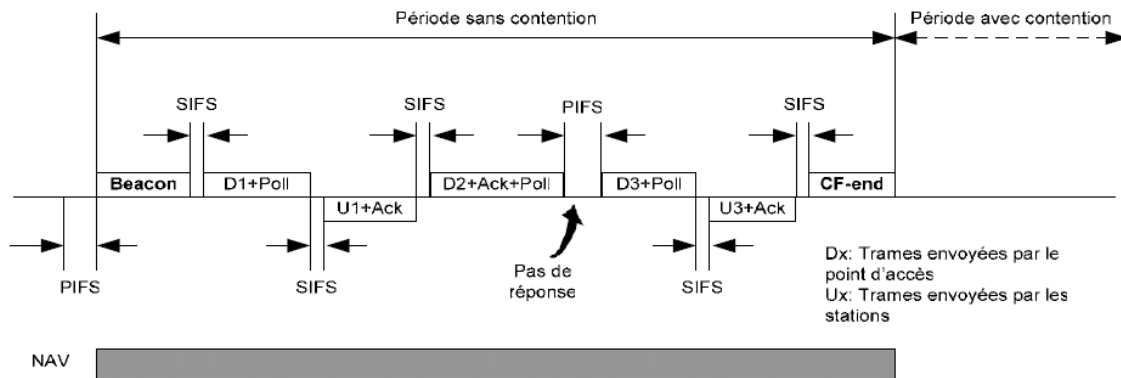 Période sans contention
Période avec contention
SIFS
SIFS
PIFS
SIFS
Beacon
D1+Poll
D2+Ack+Poll
D3+Poll
CF-end
U1+Ack
U3+Ack
PIFS
SIFS
Pas de
réponse
SIFS
Dx: Trames envoyées par le
point d'accès
Ux: Trames envoyées par les
stations
NAV